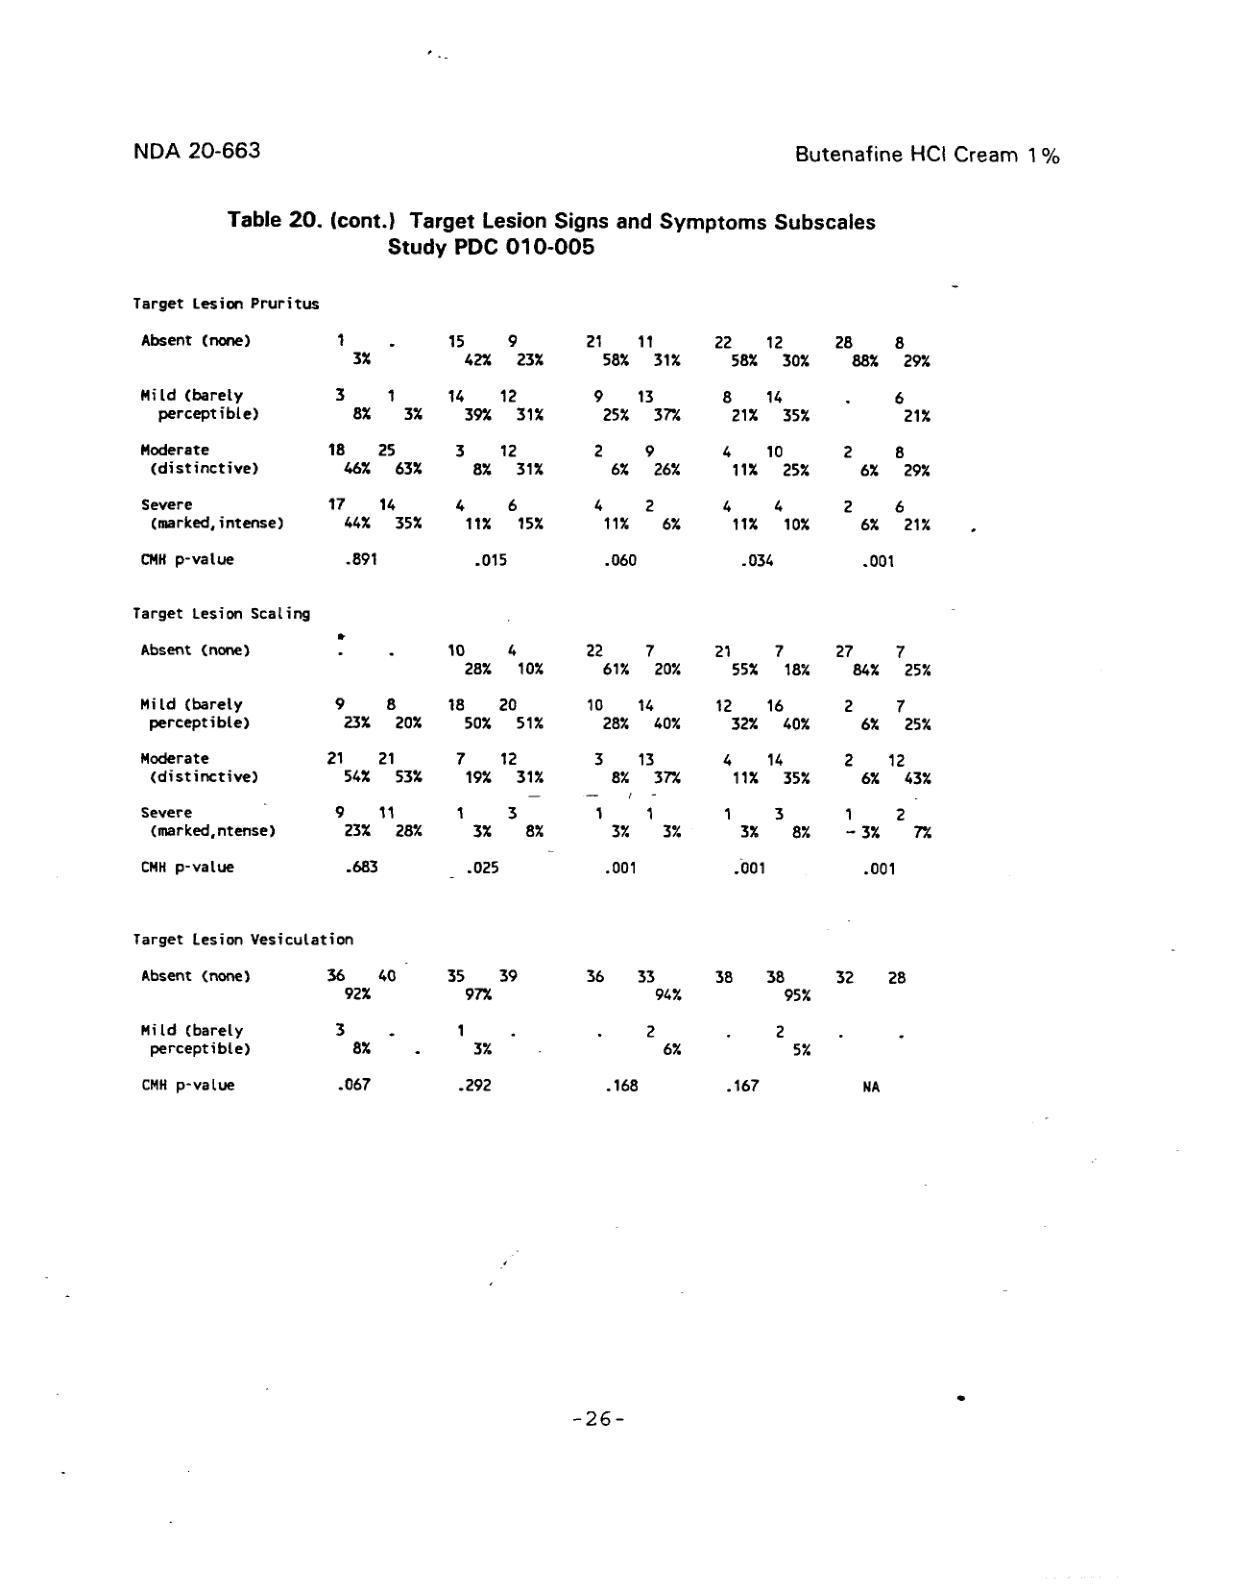 NDA 20-663 Butenafine HCl Cream 1%
Table 20. (cont.) Target Lesion Signs and Symptoms Subscales
Study PDC 010-005
Target Lesion Pruritus
Absent (none) 1 . 15 9 21 11 22 12 28 8
3% 42% 23% 58% 31% 58% 30% 88% 29%
Mild (barely 3 1 14 12 9 13 8 14 . 6
perceptible) 8% 3% 39% 31% 25% 37% 21% 35% 21%
Moderate 18 25 3 12 2 9 4 10 2 8
(distinctive) 46% 63% 8% 31% 6% 26% 11% 25% 6% 29%
Severe 17 14 4 6 4 2 4 4 2 6
(marked,intense) 44% 35% 11% 15% 11% 6% 11% 10% 6% 21%
CMH p-value .891 .015 .060 .034 .001
Target Lesion Scaling
Absent (none) . . 10 4 22 7 21 7 27 7
28% 10% 61% 20% 55% 18% 84% 25%
Mild (barely 9 8 18 20 10 14 12 16 2 7
perceptible) 23% 20% 50% 51% 28% 40% 32% 40% 6% 25%
Moderate 21 21 7 12 3 13 4 14 2 12
(distinctive) 54% 53% 19% 31% 8% 37% 11% 35% 6% 43%
Severe 9 11 1 3 1 1 1 3 1 2
(marked,ntense) 23% 28% 3% 8% 3% 3% 3% 8% 3% 7%
CMH p-value .683 .025 .001 .001 .001
Target Lesion Vesiculation
Absent (none) 36 40 35 39 36 33 38 38 32 28
92% 97% 94% 95%
Mild (barely 3 . 1 . . 2 . 2 . .
perceptible) 8% . 3% 6% 5%
CMH p-value .067 .292 .168 .167 NA
-26-